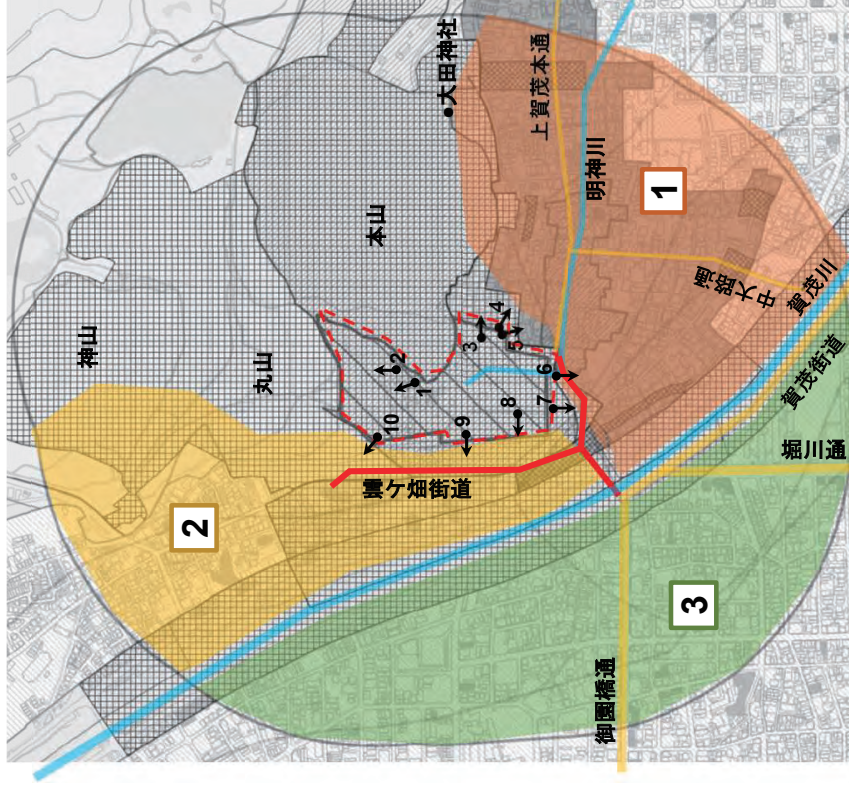 神山
丸山
本山
大田神社
上賀茂本通
明神川
1
中大路通
賀茂川
賀茂街道
堀川通
御園橋通
3
雲ケ畑街道
2
1
2
3
4
5
6
7
8
9
10